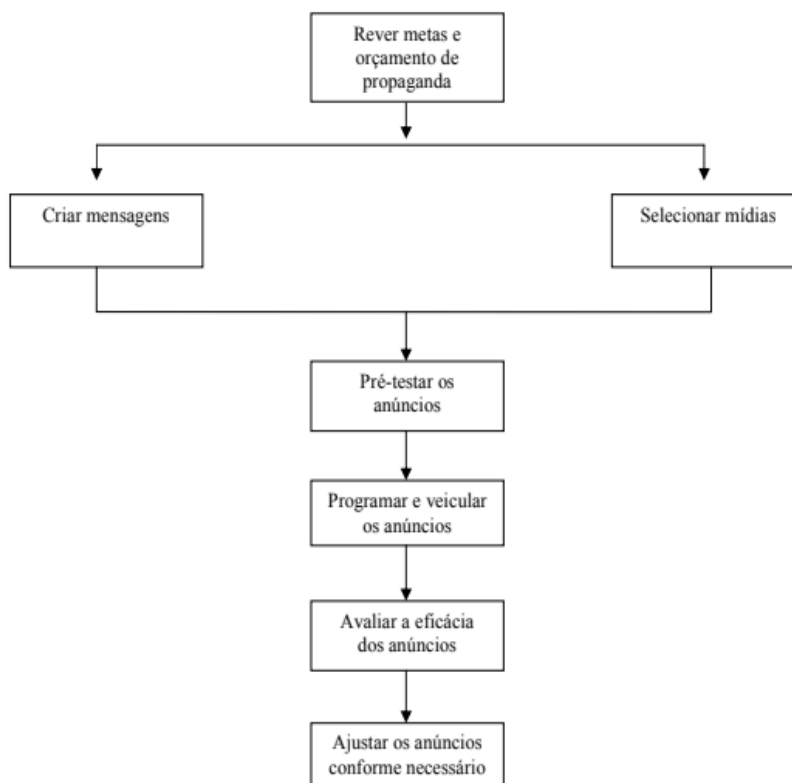 Rever metas e
orçamento de
propaganda
Criar mensagens
Selecionar mídias
Pré-testar os
anúncios
Programar e veicular
os anúncios
Avaliar a eficácia
dos anúncios
Ajustar os anúncios
conforme necessário